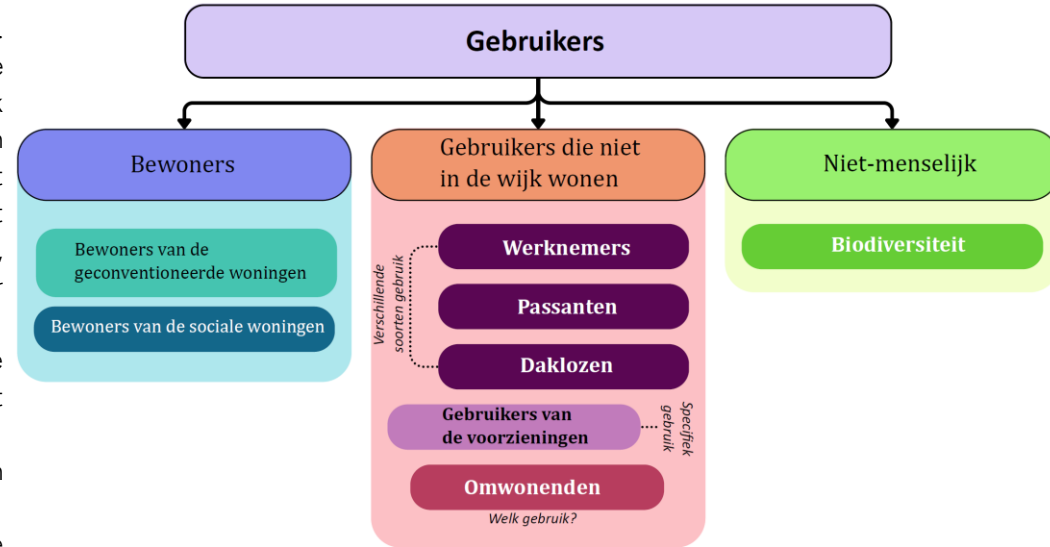 Gebruikers
Bewoners
Gebruikers die niet
in de wijk wonen
Niet-menselijk
Bewoners van de
geconventioneerde woningen
Bewoners van de sociale woningen
Verschillende
soorten gebruik
Werknemers
Passanten
Daklozen
Gebruikers van
de voorzieningen
Specifiek
gebruik
Omwonenden
Welk gebruik?
Biodiversiteit